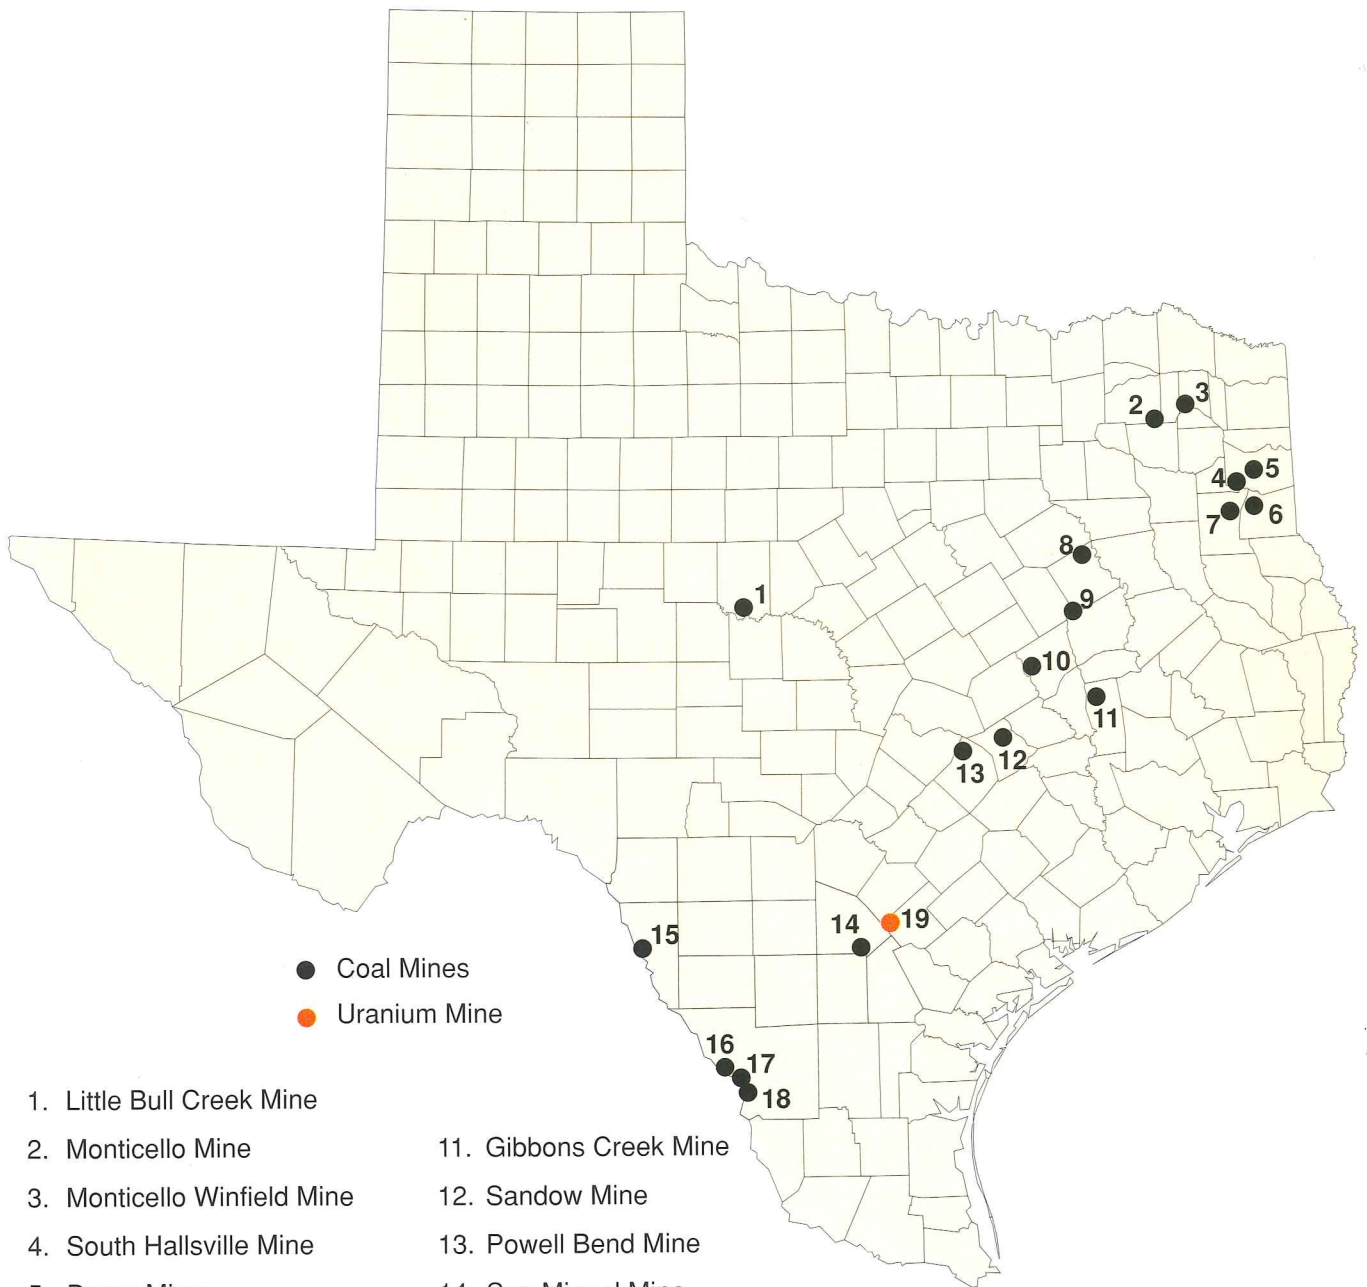 2
3
4
5
6
7
8
9
1
10
11
12
13
14
19
15
Coal Mines
Uranium Mine
16
17
18
1. Little Bull Creek Mine
2. Monticello Mine
3. Monticello Winfield Mine
4. South Hallsville Mine
11. Gibbons Creek Mine
12. Sandow Mine
13. Powell Bend Mine